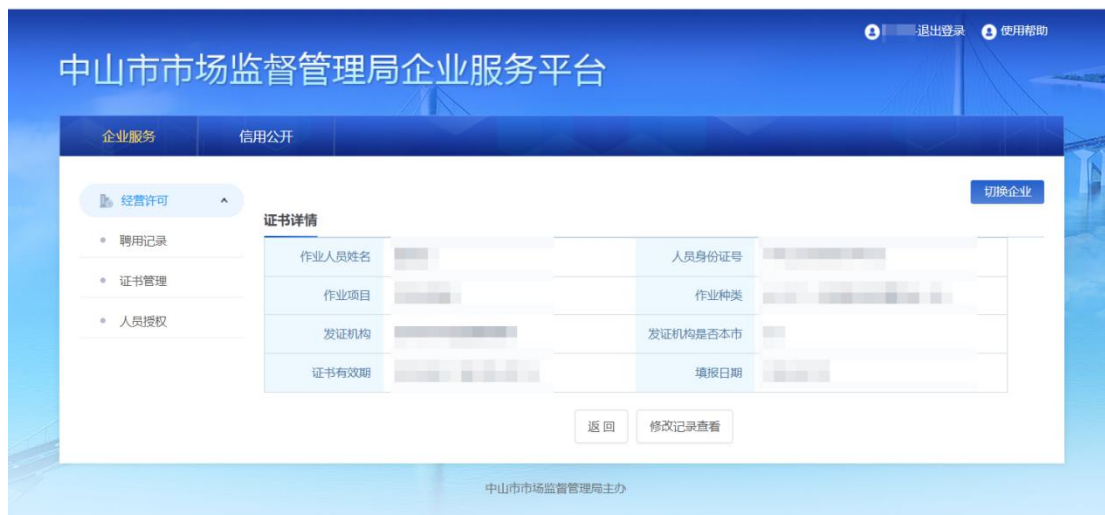 退出登录 使用帮助
中山市市场监督管理局企业服务平台
企业服务 信用公开
切换企业
经营许可
聘用记录
证书管理
人员授权
证书详情
作业人员姓名 人员身份证号
作业项目 作业种类
发证机构 发证机构是否本市
证书有效期 填报日期
返回 修改记录查看
中山市市场监督管理局主办